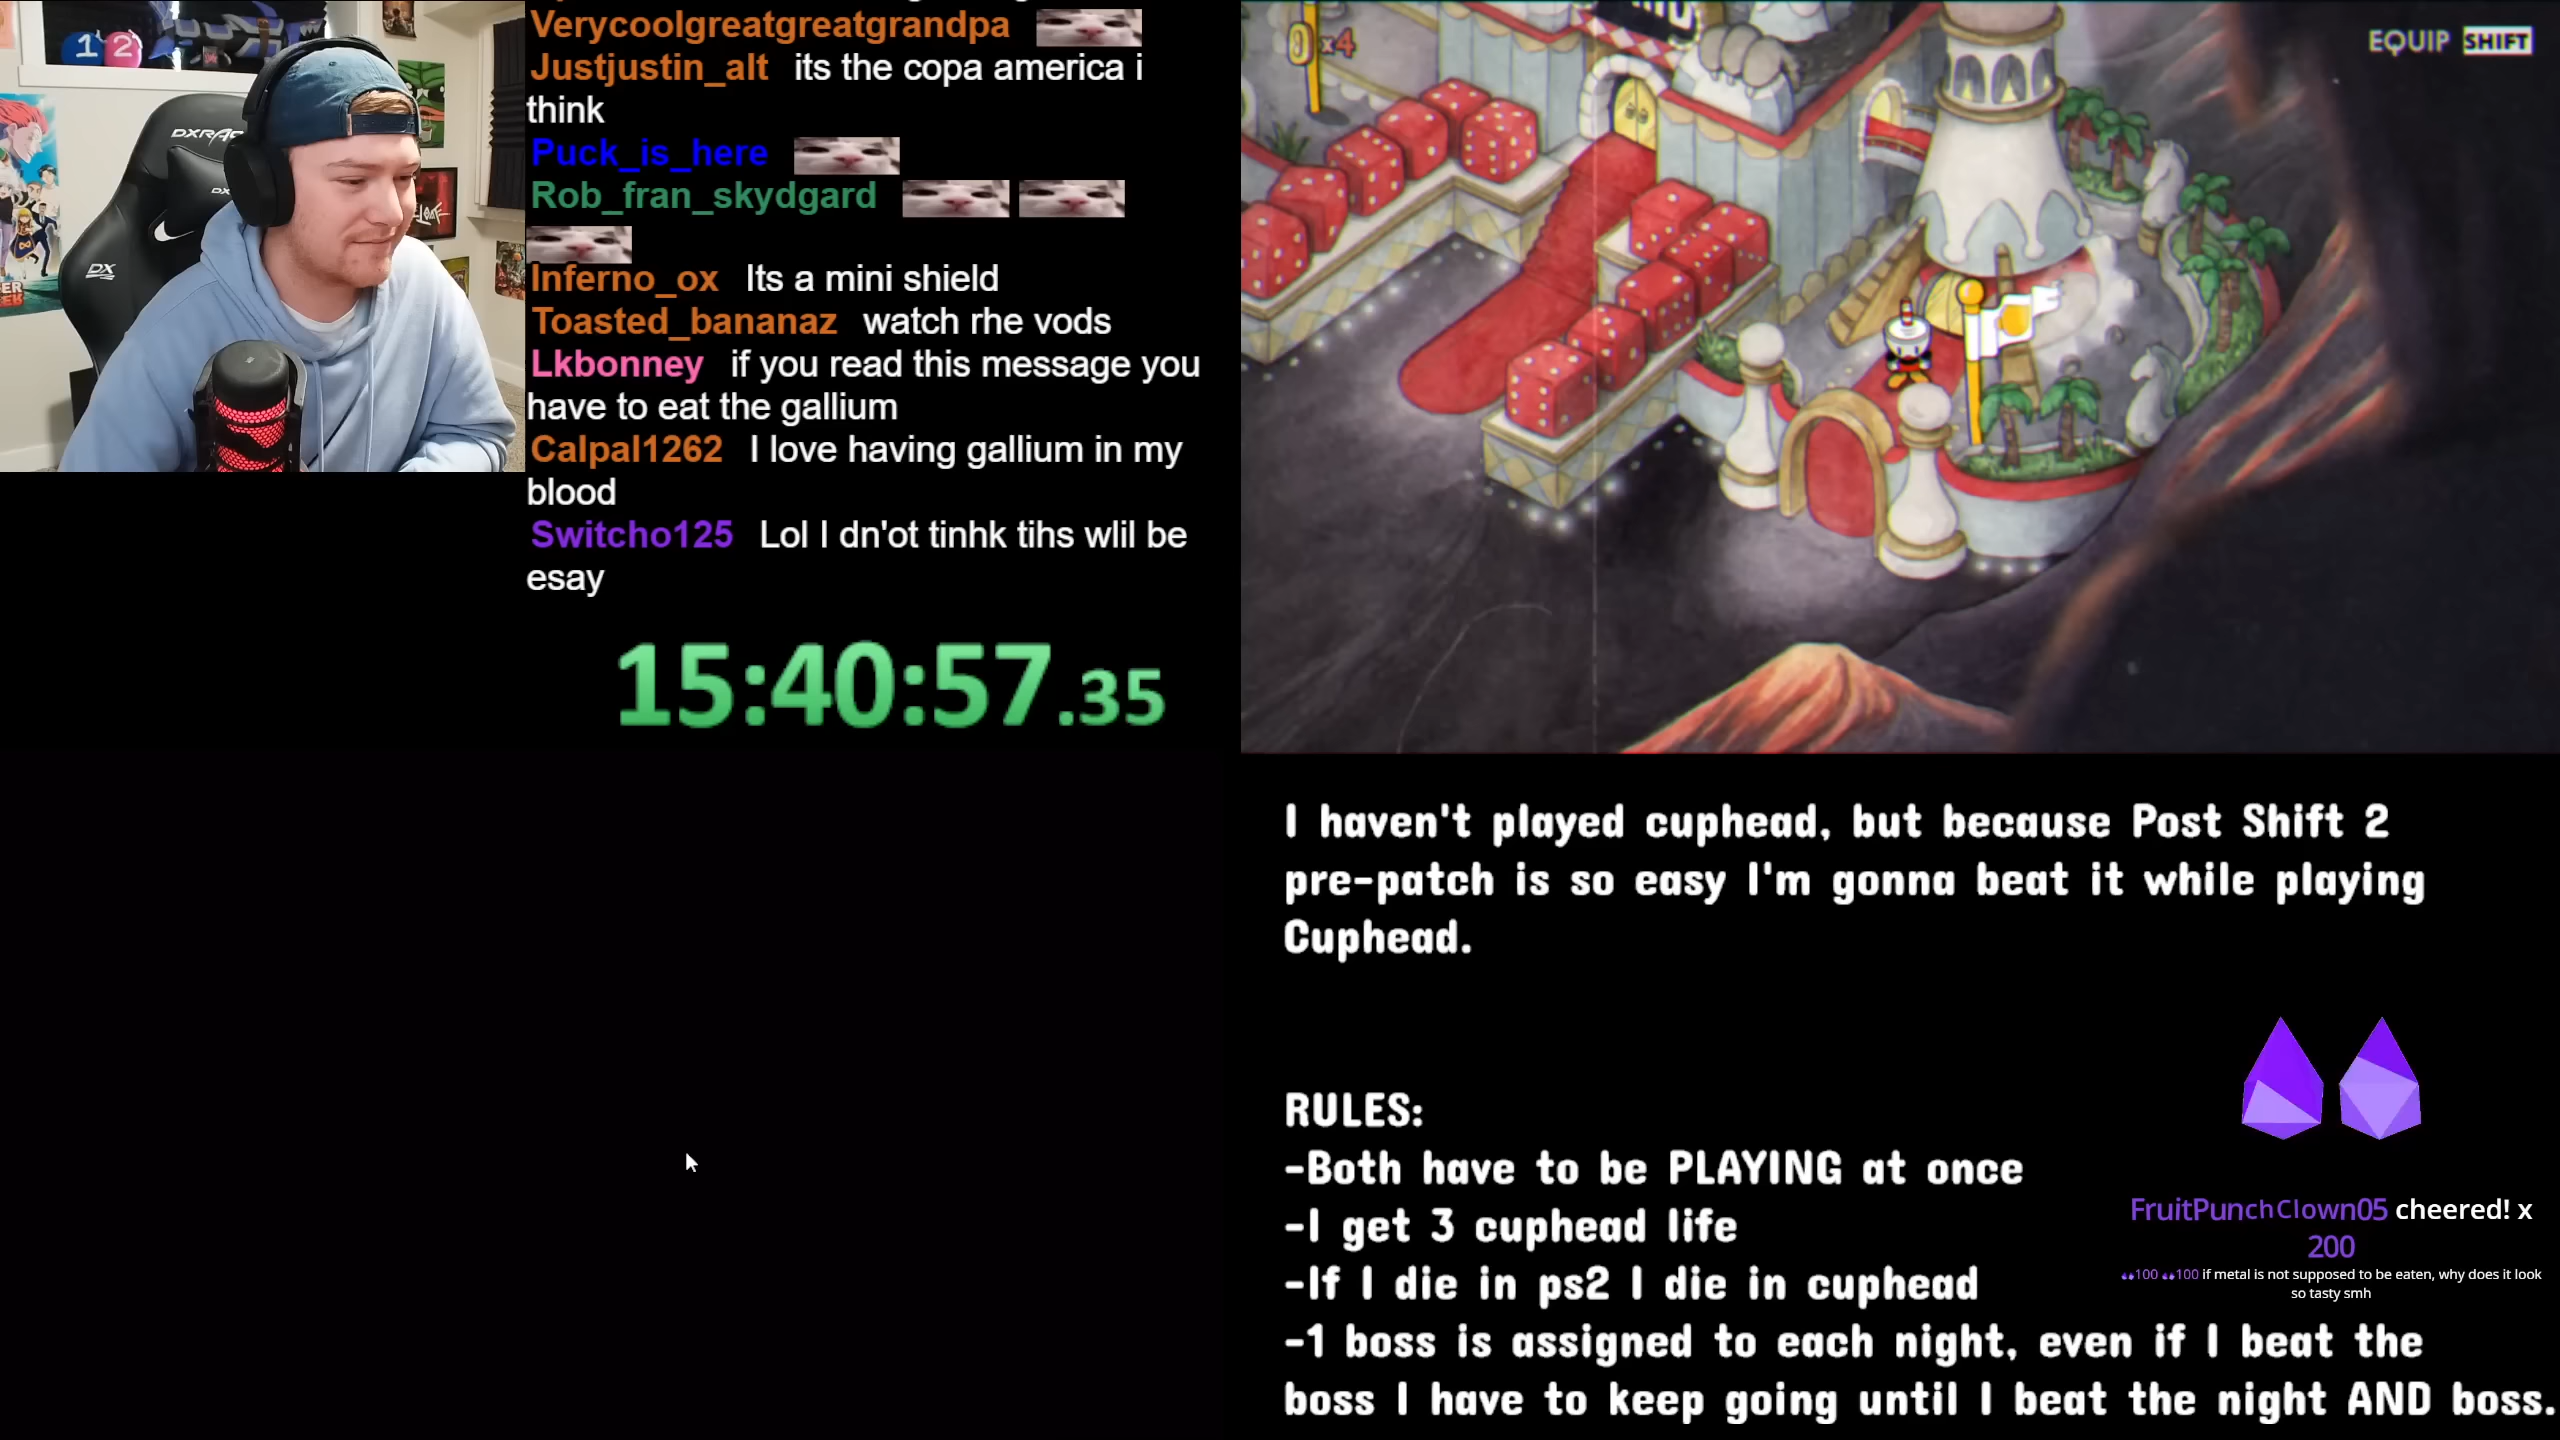 1 2
DXRA
DX
DX
Verycoolgreatgreatgrandpa
Justjustin_alt its the copa america i
think
Puck_is_here
Rob_fran_skydgard
Inferno_ox Its a mini shield
Toasted_bananaz watch rhe vods
Lkbonney if you read this message you
have to eat the gallium
Calpal1262 I love having gallium in my
blood
Switcho125 Lol I dn'ot tinhk tihs wlil be
esay
15:40:57.35
x4
EQUIP SHIFT
I haven't played cuphead, but because Post Shift 2
pre-patch is so easy I'm gonna beat it while playing
Cuphead.
RULES:
-Both have to be PLAYING at once
-I get 3 cuphead life
-If I die in ps2 I die in cuphead
-1 boss is assigned to each night, even if I beat the
boss I have to keep going until I beat the night AND boss.
FruitPunchClown05 cheered! x
200
100 100 if metal is not supposed to be eaten, why does it look
so tasty smh